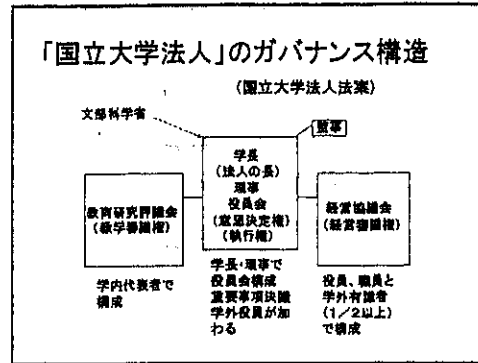 「国立大学法人」のガバナンス構造
(国立大学法人法案)
文部科学省
監事
学長
(法人の長)
理事
役員会
(意思決定権)
(執行権)
教育研究評議会
(教学審議権)
経営協議会
(経営審議権)
学内代表者で
構成
学長・理事で
役員会構成
重要事項決議
学外役員が加
わる
役員、職員と
学外有識者
(1/2以上)
で構成